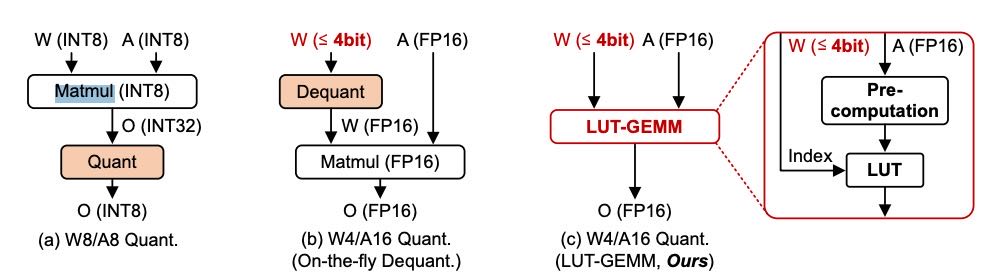 W (INT8) A (INT8)
Matmul (INT8)
O (INT32)
Quant
O (INT8)
(a) W8/A8 Quant.
W (≤ 4bit) A (FP16)
Dequant
W (FP16)
Matmul (FP16)
O (FP16)
(b) W4/A16 Quant.
(On-the-fly Dequant.)
W (≤ 4bit) A (FP16)
LUT-GEMM
O (FP16)
(c) W4/A16 Quant.
(LUT-GEMM, Ours)
W (≤ 4bit) A (FP16)
Pre-
computation
Index
LUT